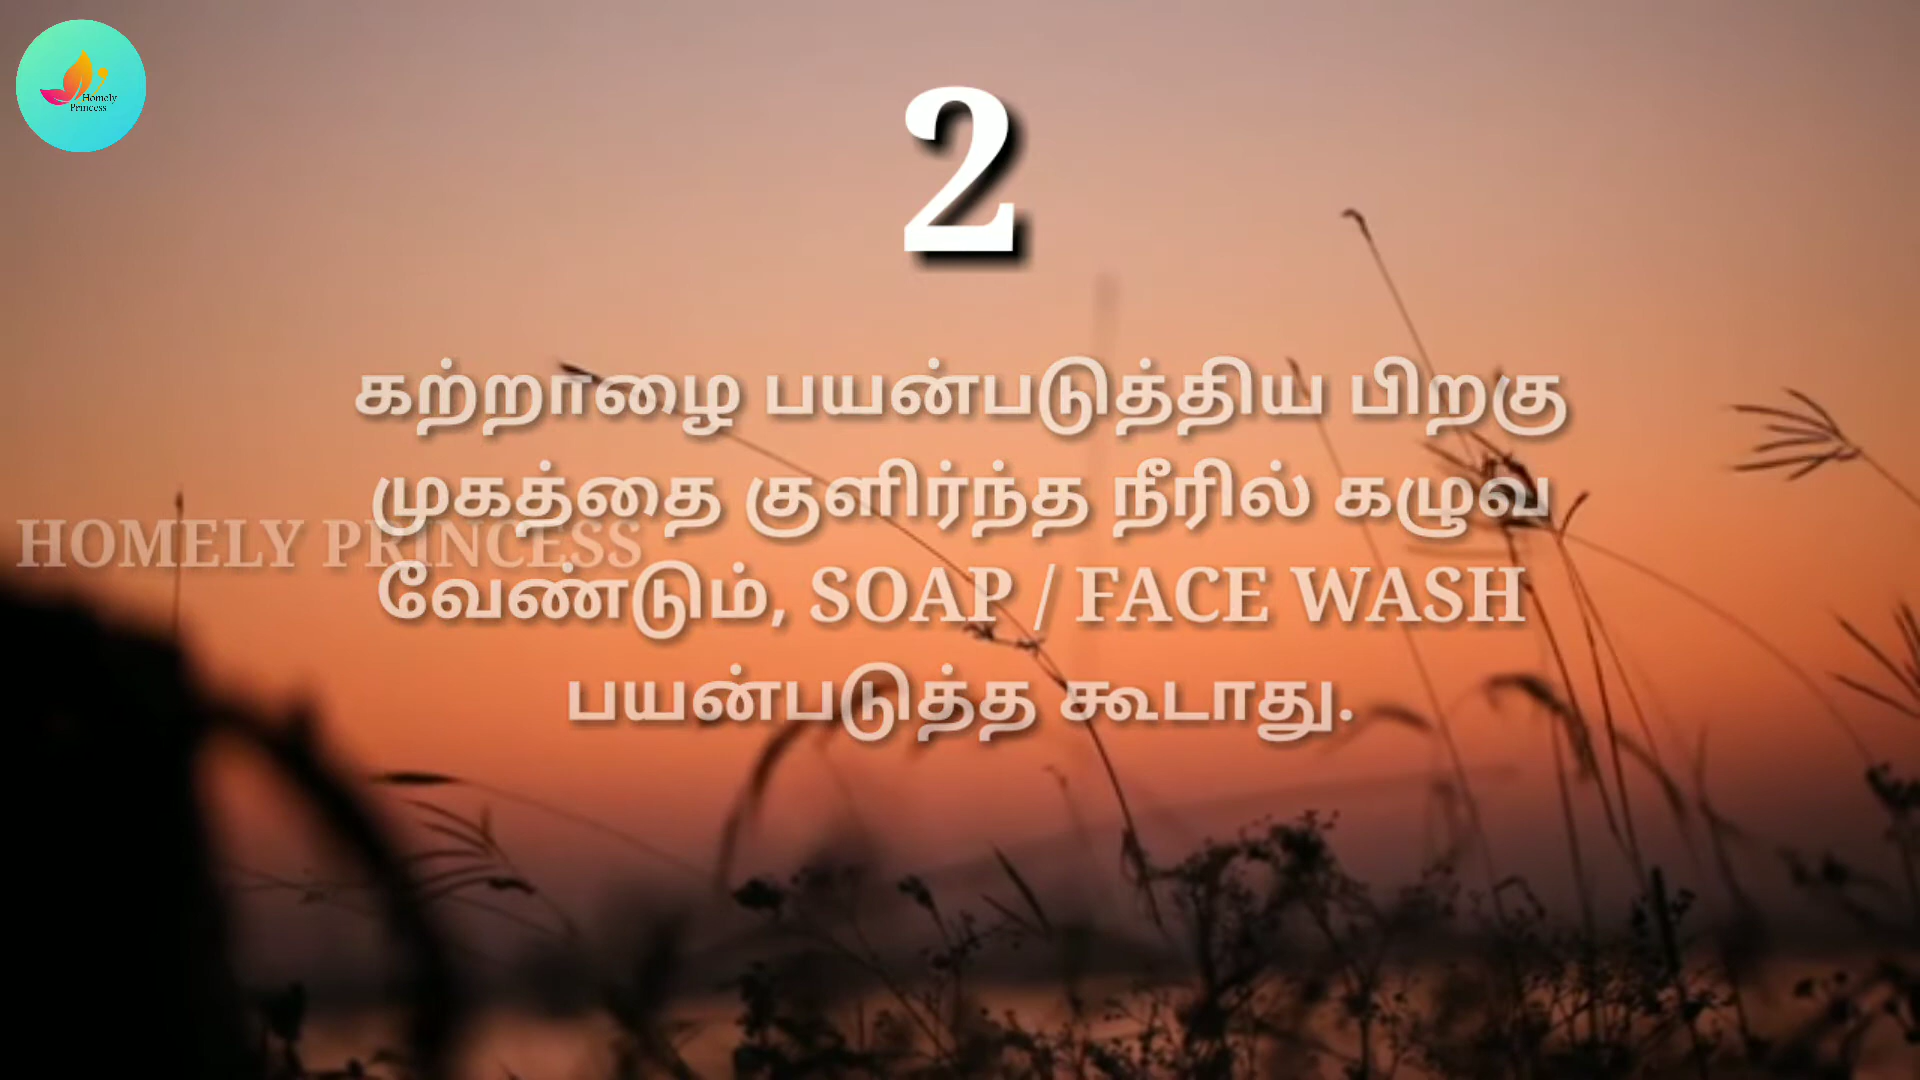 Homely
Princess
2
கற்றாழை பயன்படுத்திய பிறகு
முகத்தை குளிர்ந்த நீரில் கழுவ
HOMELY PRINCESS
வேண்டும், SOAP / FACE WASH
பயன்படுத்த கூடாது.